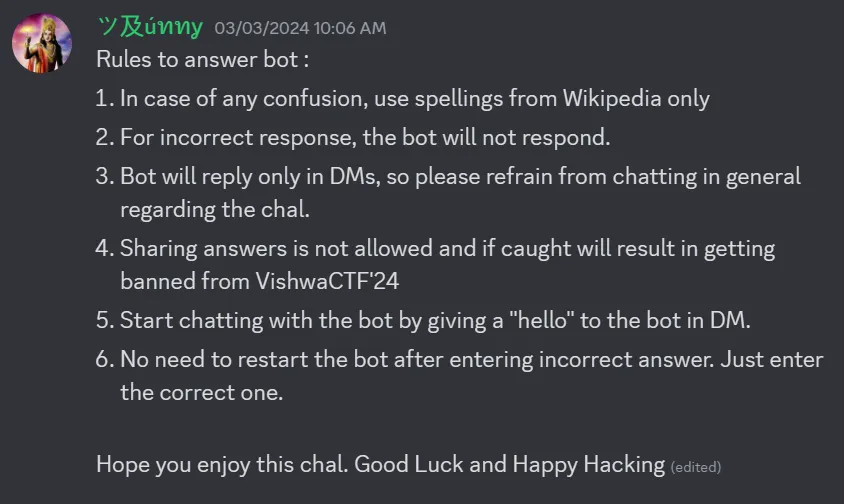 ツ及únny 03/03/2024 10:06 AM
Rules to answer bot :
1. In case of any confusion, use spellings from Wikipedia only
2. For incorrect response, the bot will not respond.
3. Bot will reply only in DMs, so please refrain from chatting in general
regarding the chal.
4. Sharing answers is not allowed and if caught will result in getting
banned from VishwaCTF'24
5. Start chatting with the bot by giving a "hello" to the bot in DM.
6. No need to restart the bot after entering incorrect answer. Just enter
the correct one.
Hope you enjoy this chal. Good Luck and Happy Hacking (edited)